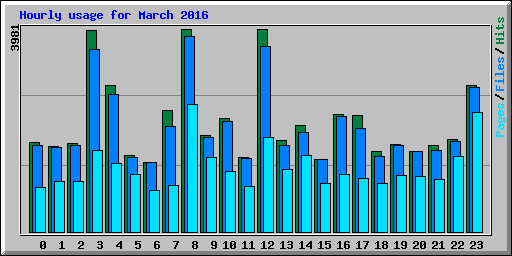 Hourly usage for March 2016
3981
Pages/Files/Hits
0 1 2 3 4 5 6 7 8 9 10 11 12 13 14 15 16 17 18 19 20 21 22 23